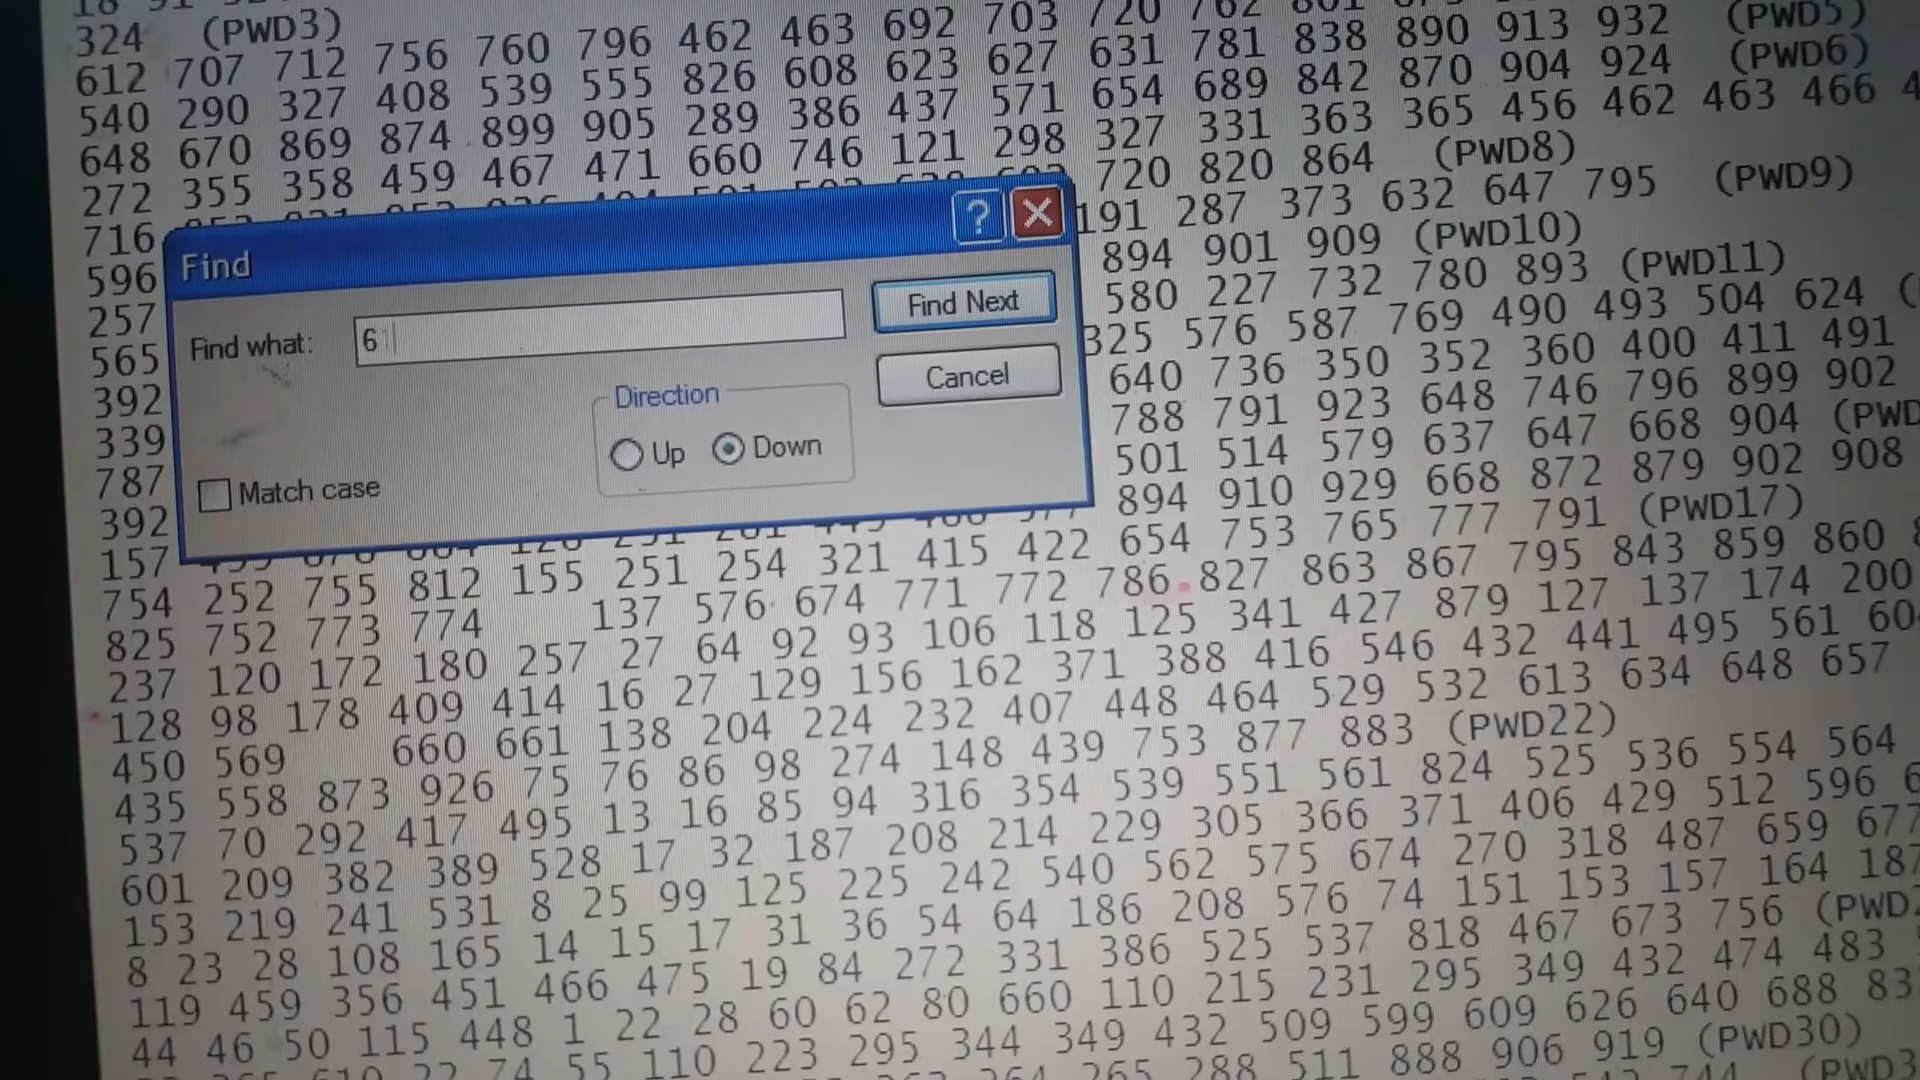 324 (PWD3)
612 707 712 756 760 796 462 463 692 703 720 762 (PWD5)
540 290 327 408 539 555 826 608 623 627 631 781 838 890 913 932 (PWD6)
648 670 869 874 899 905 289 386 437 571 654 689 842 870 904 924
272 355 358 459 467 471 660 746 121 298 327 331 363 365 456 462 463 466
716 720 820 864 (PWD8)
596 191 287 373 632 647 795 (PWD9)
257 894 901 909 (PWD10)
565 580 227 732 780 893 (PWD11)
392 325 576 587 769 490 493 504 624 (
339 640 736 350 352 360 400 411 491
787 788 791 923 648 746 796 899 902
392 501 514 579 637 647 668 904 (PWD
157 894 910 929 668 872 879 902 908
754 252 755 812 155 251 254 321 415 422 654 753 765 777 791 (PWD17)
825 752 773 774 137 576 674 771 772 786 827 863 867 795 843 859 860
237 120 172 180 257 27 64 92 93 106 118 125 341 427 879 127 137 174 200
128 98 178 409 414 16 27 129 156 162 371 388 416 546 432 441 495 561 60
450 569 660 661 138 204 224 232 407 448 464 529 532 613 634 648 657
435 558 873 926 75 76 86 98 274 148 439 753 877 883 (PWD22)
537 70 292 417 495 13 16 85 94 316 354 539 551 561 824 525 536 554 564
601 209 382 389 528 17 32 187 208 214 229 305 366 371 406 429 512 596 6
153 219 241 531 8 25 99 125 225 242 540 562 575 674 270 318 487 659 677
8 23 28 108 165 14 15 17 31 36 54 64 186 208 576 74 151 153 157 164 187
119 459 356 451 466 475 19 84 272 331 386 525 537 818 467 673 756 (PWD2
44 46 50 115 448 1 22 28 60 62 80 660 110 215 231 295 349 432 474 483
74 55 110 223 295 344 349 432 509 599 609 626 640 688 83
265 288 511 888 906 919 (PWD30)
(PWD3
Find
Find what: 61
Find Next
Cancel
Direction
Up Down
Match case